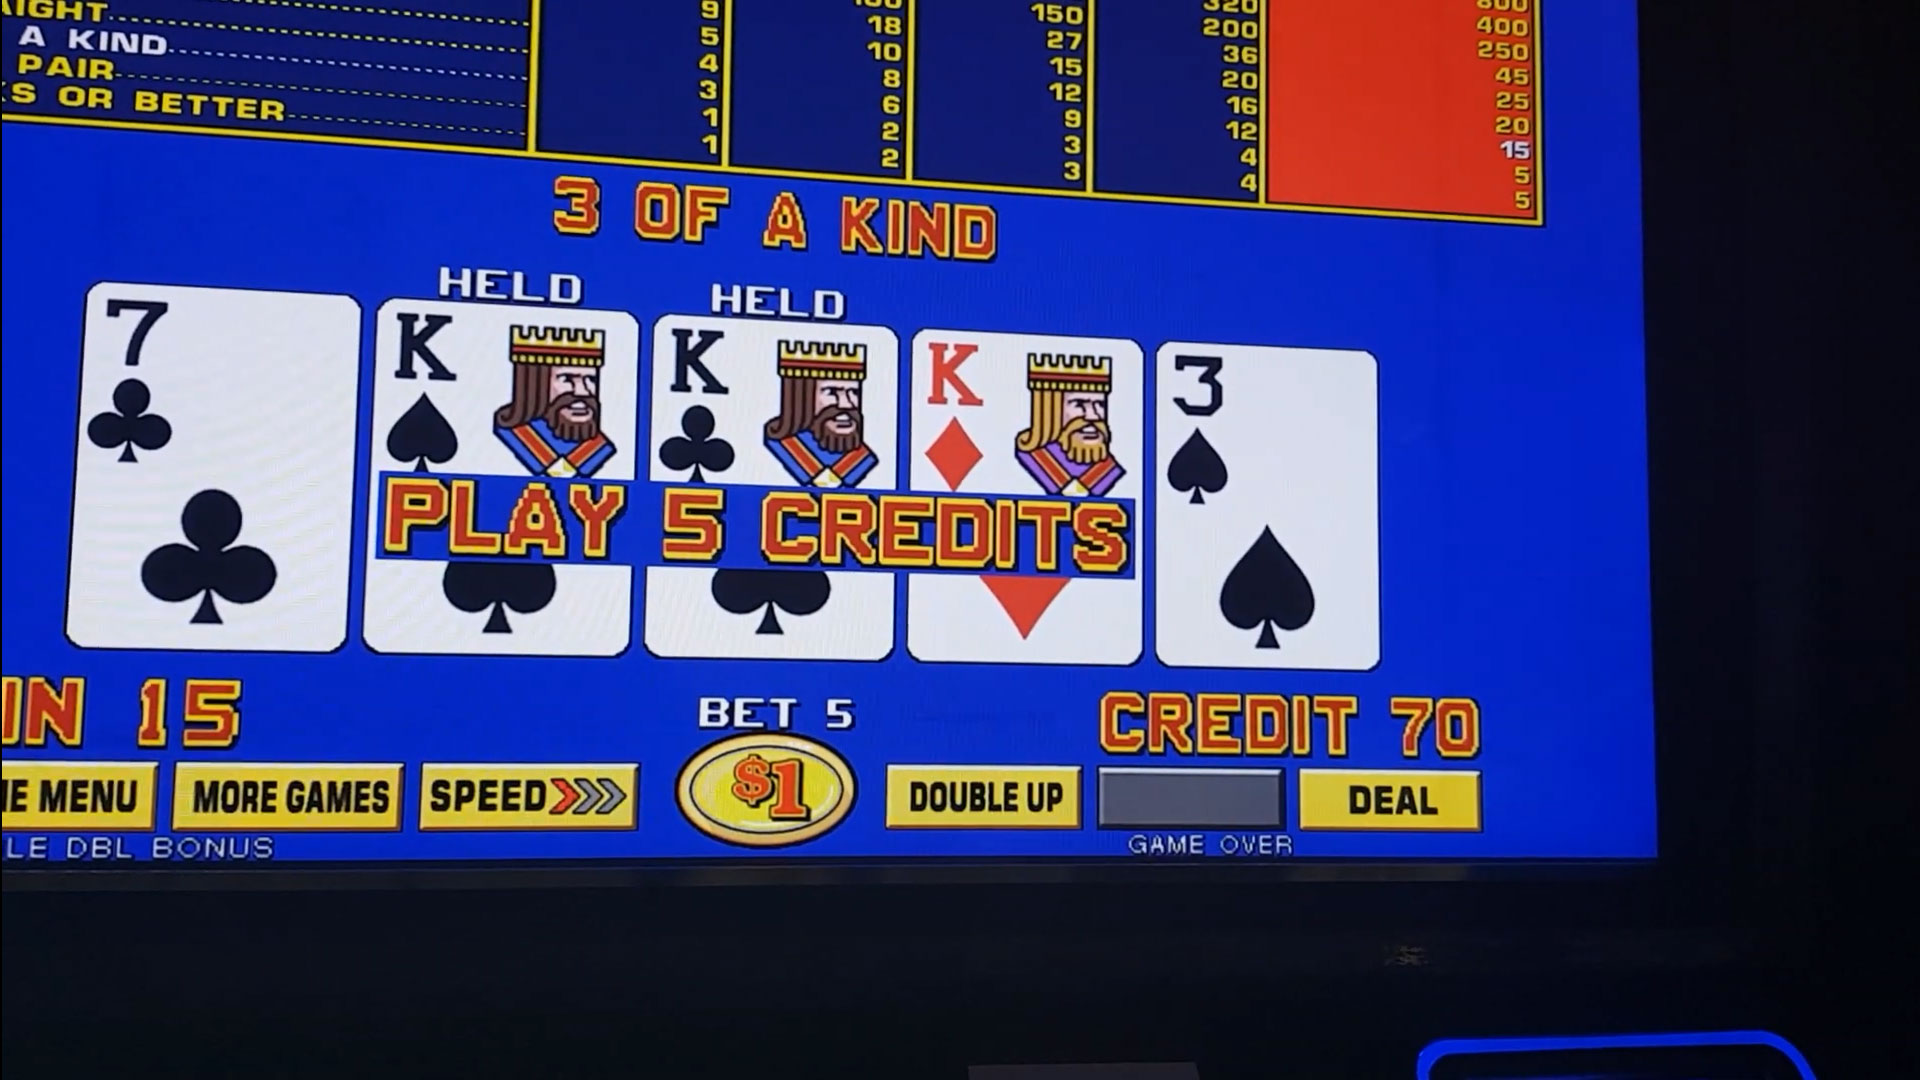 9 100 150 320 800
AIGHT 5 18 27 200 400
A KIND 4 10 15 36 250
PAIR 3 8 12 20 45
S OR BETTER 1 6 9 16 25
1 2 3 12 20
2 3 4 15
4 5
5
3 OF A KIND
HELD HELD
7 K K K 3
PLAY 5 CREDITS
IN 15 BET 5 CREDIT 70
E MENU MORE GAMES SPEED $1 DOUBLE UP DEAL
LE DBL BONUS GAME OVER